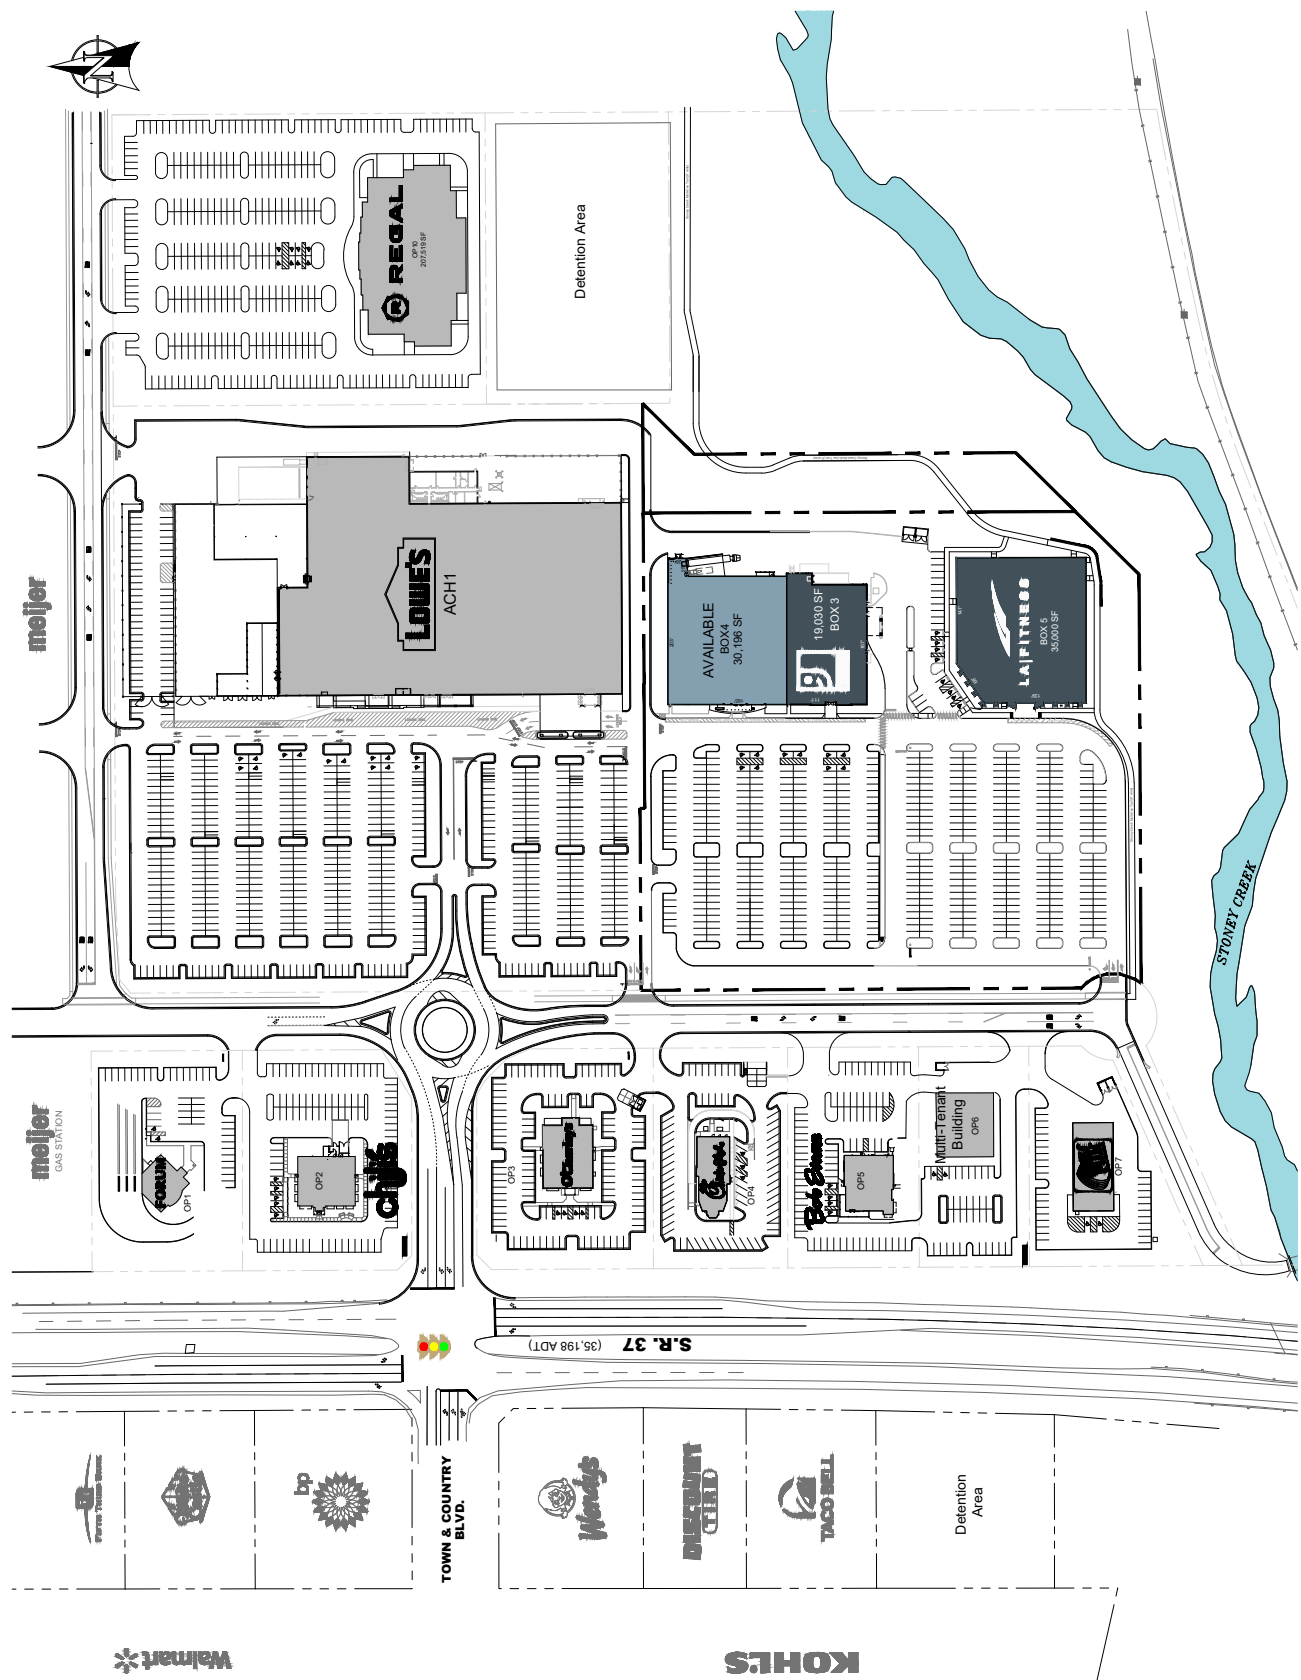 N
REGAL
OP 10
207,519 SF
Detention Area
meijer
LOWE'S
ACH1
AVAILABLE
BOX4
30,196 SF
19,030 SF
BOX 3
LA|FITNESS
BOX 5
35,000 SF
STONEY CREEK
meijer
GAS STATION
FORUM
OP1
OP2
chili's
OP3
O'Charley's
OP4
Bob Evans
OP5
Multi-Tenant
Building
OP6
OP7
S.R. 37
(35,198 ADT)
bp
TOWN & COUNTRY
BLVD.
Wendy's
DISCOUNT
TIRE
TACO BELL
Detention
Area
Walmart
KOHL'S